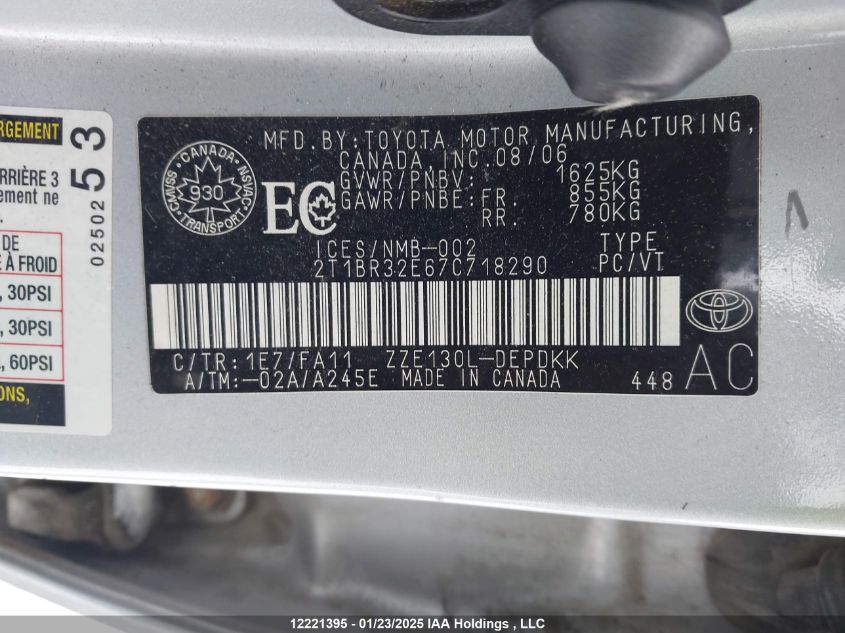 RGEMENT
RRIÈRE 3
ement ne
DE
E À FROID
, 30PSI
, 30PSI
, 60PSI
ONS,
02502
53
CANADA
CMVSS
NSVAC
930
TRANSPORT
EC
MFD. BY: TOYOTA MOTOR MANUFACTURING,
CANADA, INC. 08/06
GVWR/PNBV: 1625KG
GAWR/PNBE: FR. 855KG
RR. 780KG
ICES/NMB-002 TYPE
2T1BR32E67C718290 PC/VT
C/TR: 1E7/FA11 ZZE130L-DEPDKK
A/TM:-02A/A245E MADE IN CANADA
448 AC
12221395 - 01/23/2025 IAA Holdings , LLC